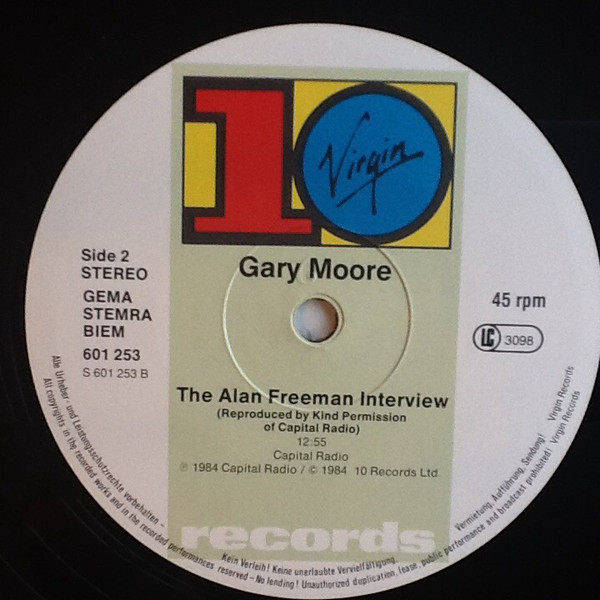 10
Virgin
Gary Moore
Side 2
STEREO
GEMA
STEMRA
BIEM
601 253
S 601 253 B
45 rpm
LC 3098
The Alan Freeman Interview
(Reproduced by Kind Permission
of Capital Radio)
12:55
Capital Radio
℗ 1984 Capital Radio / © 1984 10 Records Ltd
records
Alle Urheber- und Leistungsschutzrechte vorbehalten – Kein Verleih! Keine unerlaubte Vervielfältigung, Vermietung, Aufführung, Sendung! Virgin Records
All copyrights in the recorded works and in the recorded performances reserved – No lending! Unauthorized duplication, lease, public performance and broadcast prohibited! Virgin Records